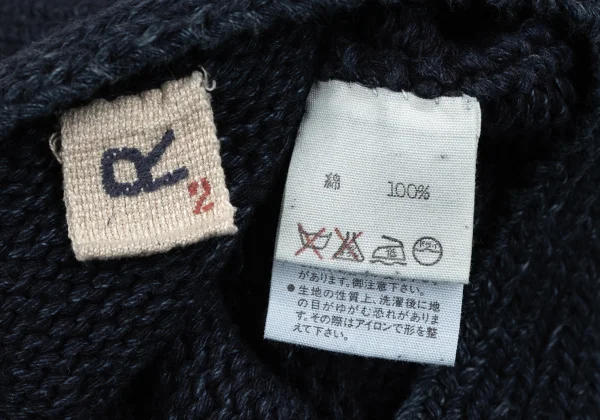 R
2
綿 100%
があります。御注意下さい。
●生地の性質上、洗濯後に地
の目がゆがむ恐れがありま
す。その際はアイロンで形を整
えて下さい。